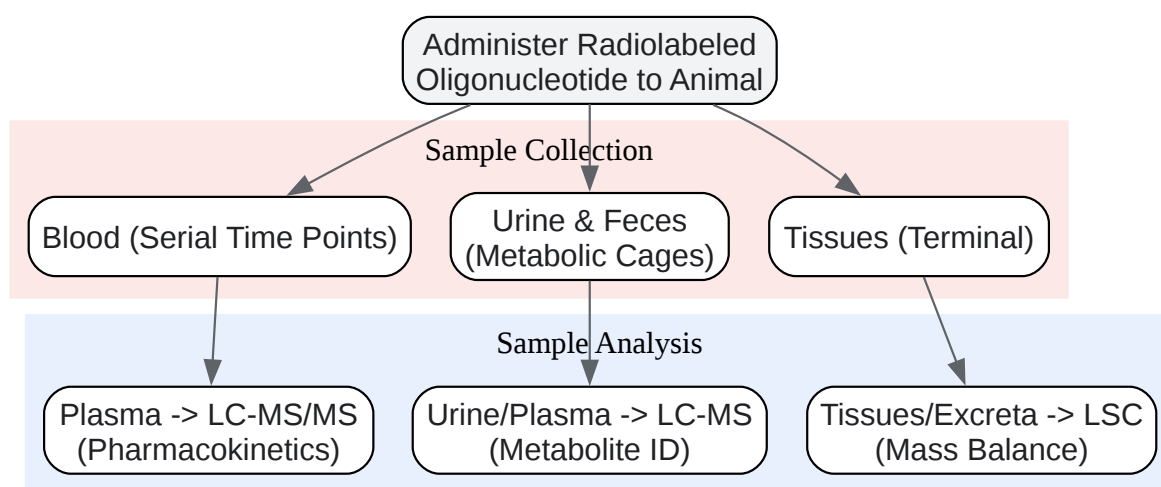 Administer Radiolabeled
Oligonucleotide to Animal
Sample Collection
Blood (Serial Time Points)
Urine & Feces
(Metabolic Cages)
Tissues (Terminal)
Sample Analysis
Plasma -> LC-MS/MS
(Pharmacokinetics)
Urine/Plasma -> LC-MS
(Metabolite ID)
Tissues/Excreta -> LSC
(Mass Balance)